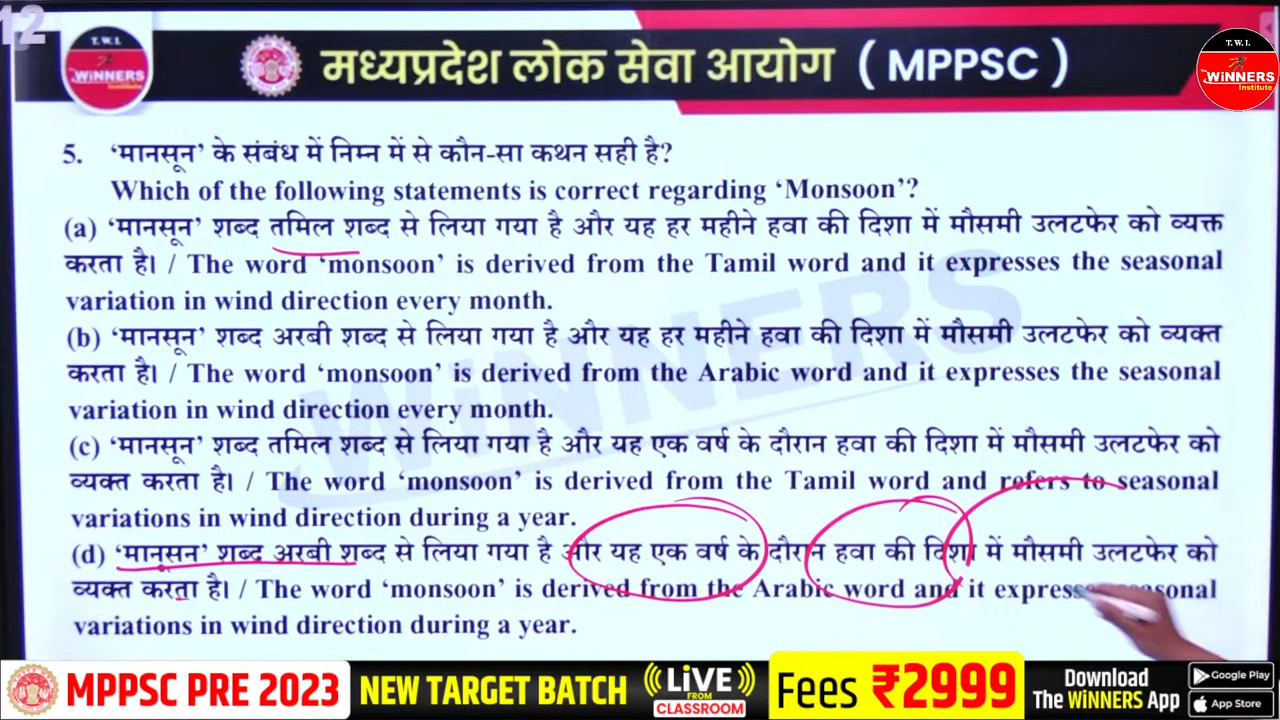 12
T.W.I.
The WiNNERS
Institute
मध्यप्रदेश लोक सेवा आयोग ( MPPSC )
T.W.I.
The WiNNERS
Institute
5. ‘मानसून’ के संबंध में निम्न में से कौन-सा कथन सही है?
Which of the following statements is correct regarding ‘Monsoon’?
(a) ‘मानसून’ शब्द तमिल शब्द से लिया गया है और यह हर महीने हवा की दिशा में मौसमी उलटफेर को व्यक्त
करता है। / The word ‘monsoon’ is derived from the Tamil word and it expresses the seasonal
variation in wind direction every month.
(b) ‘मानसून’ शब्द अरबी शब्द से लिया गया है और यह हर महीने हवा की दिशा में मौसमी उलटफेर को व्यक्त
करता है। / The word ‘monsoon’ is derived from the Arabic word and it expresses the seasonal
variation in wind direction every month.
(c) ‘मानसून’ शब्द तमिल शब्द से लिया गया है और यह एक वर्ष के दौरान हवा की दिशा में मौसमी उलटफेर को
व्यक्त करता है। / The word ‘monsoon’ is derived from the Tamil word and refers to seasonal
variations in wind direction during a year.
(d) ‘मानसून’ शब्द अरबी शब्द से लिया गया है और यह एक वर्ष के दौरान हवा की दिशा में मौसमी उलटफेर को
व्यक्त करता है। / The word ‘monsoon’ is derived from the Arabic word and it express seasonal
variations in wind direction during a year.
WiNNERS
MPPSC PRE 2023 NEW TARGET BATCH LiVE FROM CLASSROOM Fees ₹2999 Download The WiNNERS App
Google Play
App Store